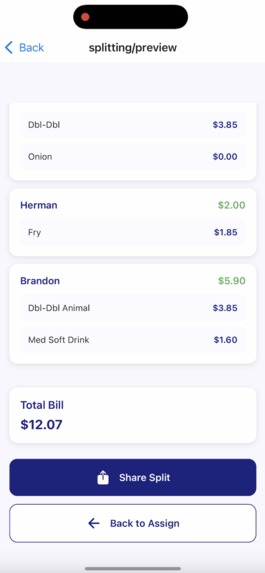 Back
splitting/preview
Dbl-Dbl $3.85
Onion $0.00
Herman $2.00
Fry $1.85
Brandon $5.90
Dbl-Dbl Animal $3.85
Med Soft Drink $1.60
Total Bill
$12.07
Share Split
Back to Assign